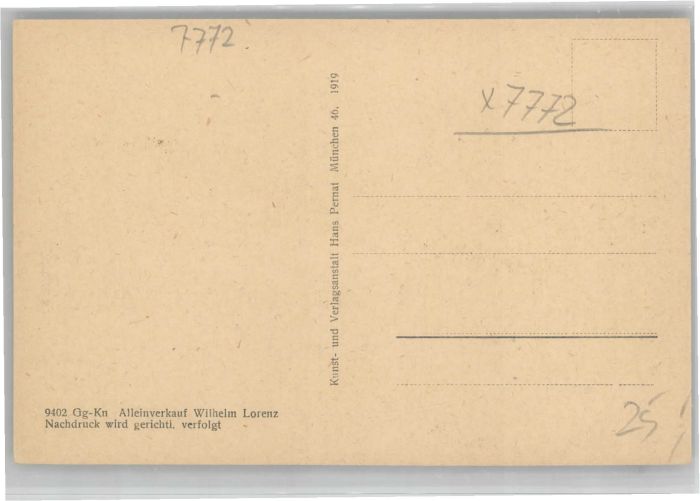 7772
x7772
Kunst- und Verlagsanstalt Hans Pernat München 46, 1919
9402 Gg-Kn Alleinverkauf Wilhelm Lorenz
Nachdruck wird gerichtl. verfolgt
25